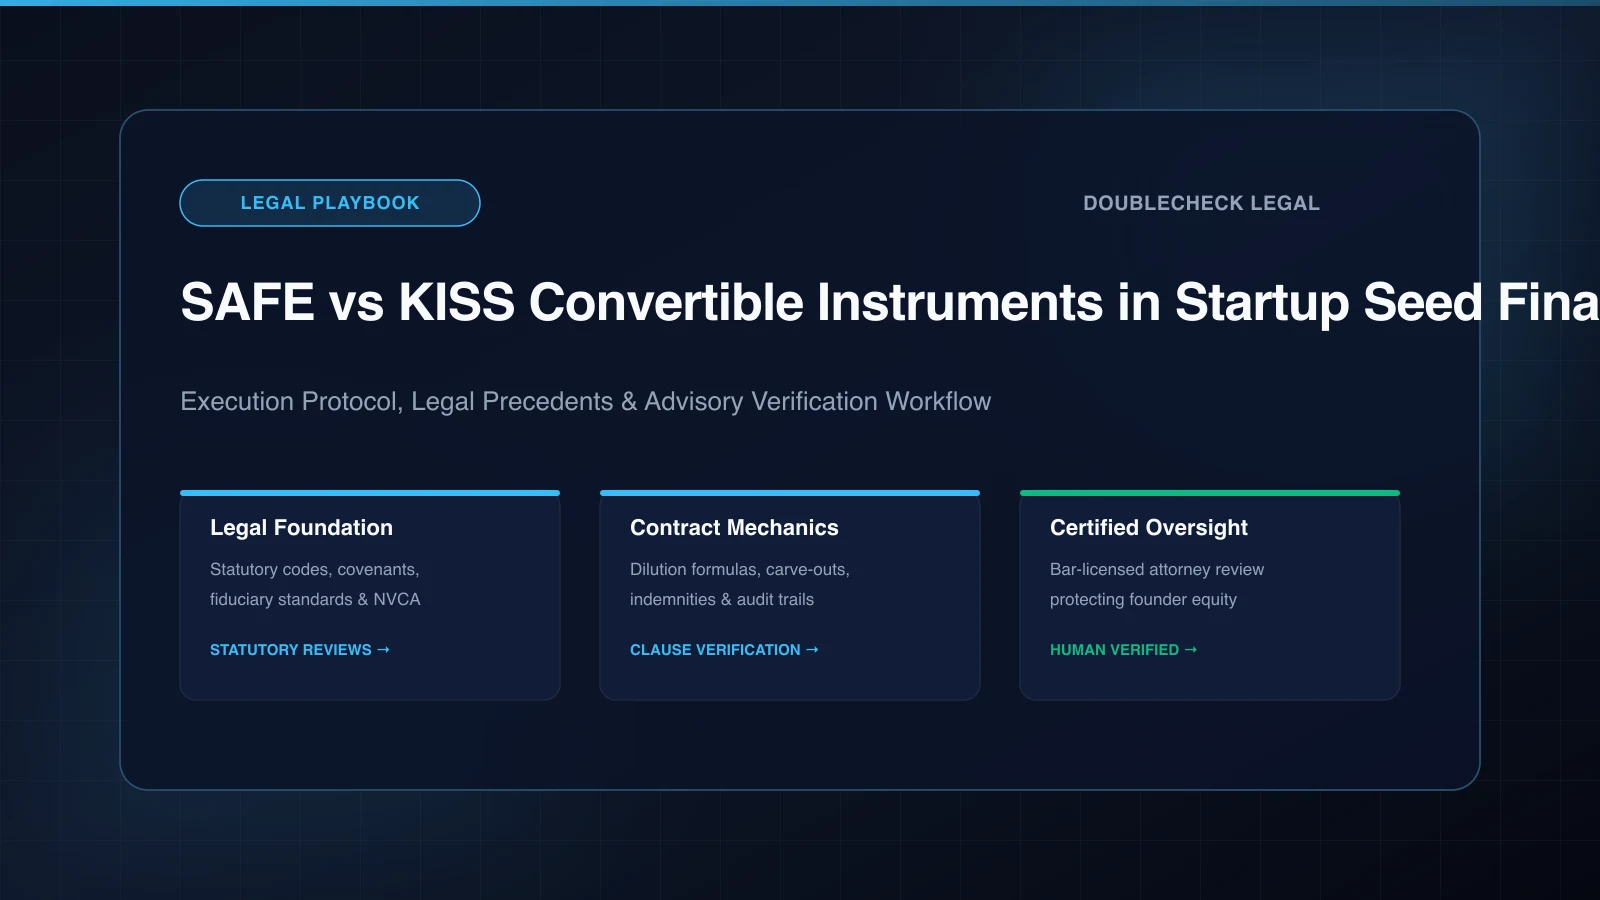 LEGAL PLAYBOOK
DOUBLECHECK LEGAL
SAFE vs KISS Convertible Instruments in Startup Seed Fina
Execution Protocol, Legal Precedents & Advisory Verification Workflow
Legal Foundation
Statutory codes, covenants,
fiduciary standards & NVCA
STATUTORY REVIEWS →
Contract Mechanics
Dilution formulas, carve-outs,
indemnities & audit trails
CLAUSE VERIFICATION →
Certified Oversight
Bar-licensed attorney review
protecting founder equity
HUMAN VERIFIED →